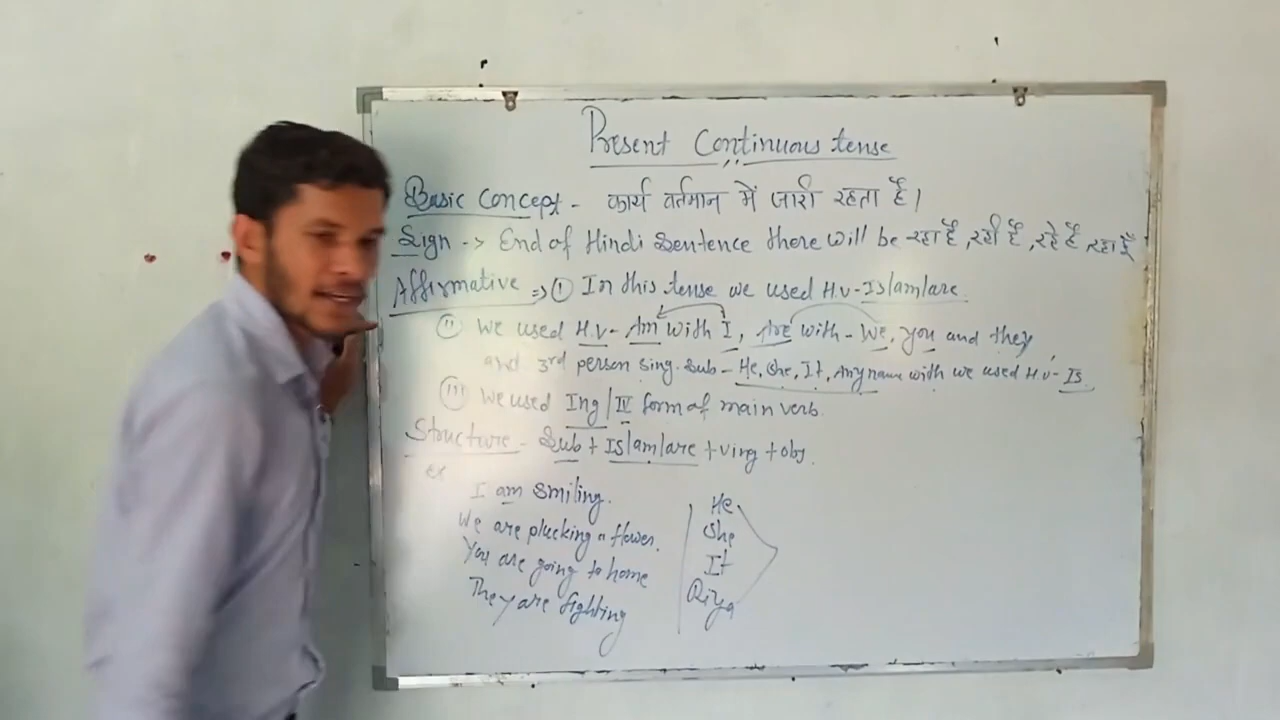 Present Continuous tense
Basic Concept - कार्य वर्तमान में जारी रहता है।
Sign -> End of Hindi Sentence there will be रहा है, रही है, रहे हैं, रहा हूँ
Affirmative => (I) In this tense we used H.V - Is/am/are.
(II) We used H.V - Am with I, Are with - We, You and they
and 3rd person sing. Sub - He, She, It, Any name with we used H.V - Is.
(III) We used Ing/IV form of main verb.
Structure - Sub + Is/am/are + ving + obj.
ex
I am smiling.
We are plucking a flower.
You are going to home
They are fighting
He
She
It
Riya